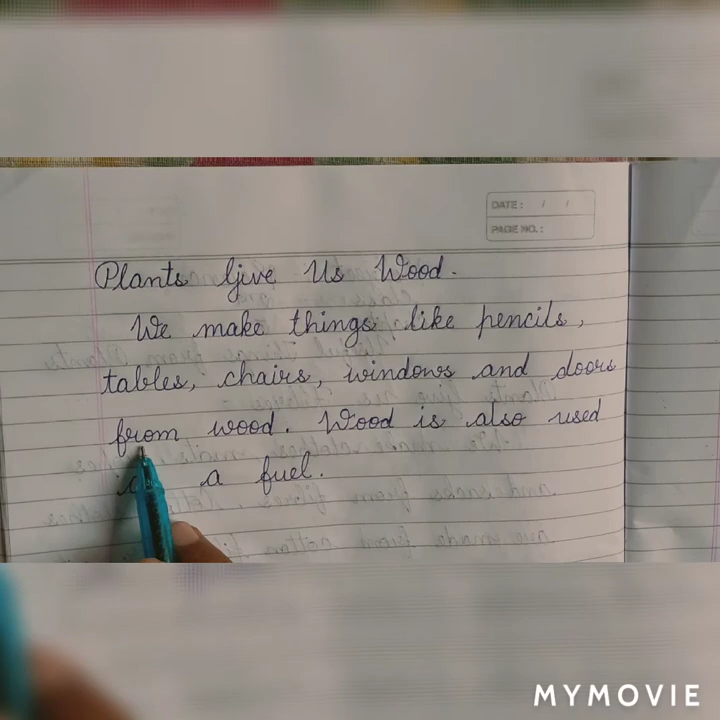 DATE: / /
PAGE NO.:
Plants Give Us Wood.
We make things like pencils,
tables, chairs, windows and doors
from wood. Wood is also used
a fuel.
MYMOVIE